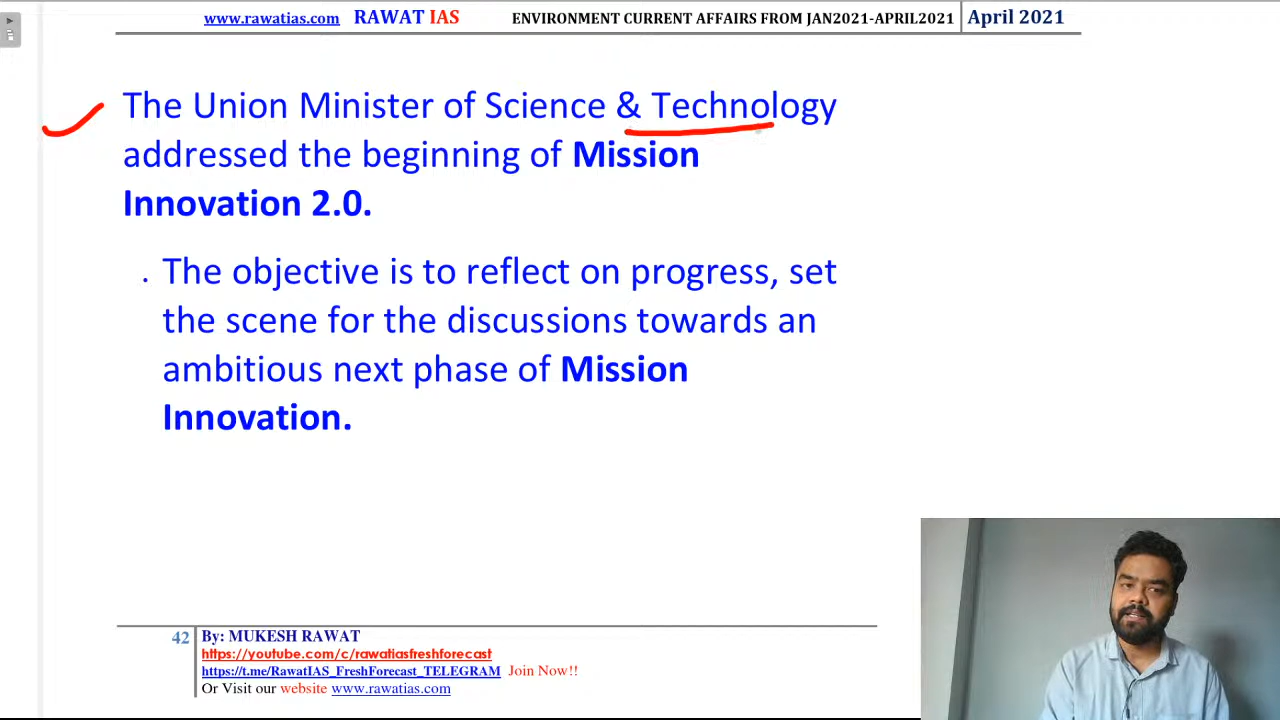 www.rawatias.com RAWAT IAS ENVIRONMENT CURRENT AFFAIRS FROM JAN2021-APRIL2021 April 2021
The Union Minister of Science & Technology
addressed the beginning of Mission
Innovation 2.0.
. The objective is to reflect on progress, set
the scene for the discussions towards an
ambitious next phase of Mission
Innovation.
42 By: MUKESH RAWAT
https://youtube.com/c/rawatiasfreshforecast
https://t.me/RawatIAS_FreshForecast_TELEGRAM Join Now!!
Or Visit our website www.rawatias.com